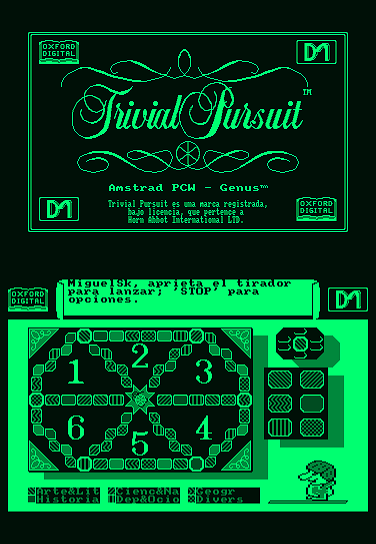 OXFORD
DIGITAL
DM
Trivial Pursuit™
Amstrad PCW - Genus™
Trivial Pursuit es una marca registrada,
bajo licencia, que pertence a
Horn Abbot International LTD.
DM
OXFORD
DIGITAL
OXFORD
DIGITAL
MiguelSk, aprieta el tirador
para lanzar; 'STOP' para
opciones.
DM
1 2 3
6 5 4
Arte&Lit Cienc&Na Geogr
Historia Dep&Ocio Divers